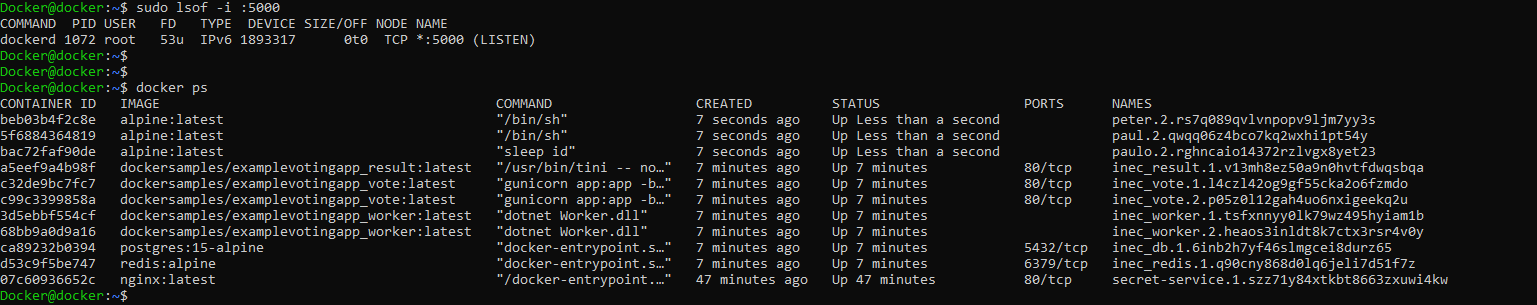 Docker@docker:~$ sudo lsof -i :5000
COMMAND  PID USER   FD   TYPE  DEVICE SIZE/OFF NODE NAME
dockerd 1072 root   53u  IPv6 1893317      0t0  TCP *:5000 (LISTEN)
Docker@docker:~$
Docker@docker:~$
Docker@docker:~$ docker ps
CONTAINER ID   IMAGE                                          COMMAND                  CREATED          STATUS                  PORTS      NAMES
beb03b4f2c8e   alpine:latest                                  "/bin/sh"                7 seconds ago    Up Less than a second              peter.2.rs7q089qvlvnpopv9ljm7yy3s
5f6884364819   alpine:latest                                  "/bin/sh"                7 seconds ago    Up Less than a second              paul.2.qwqq06z4bco7kq2wxhi1pt54y
bac72faf90de   alpine:latest                                  "sleep id"               7 seconds ago    Up Less than a second              paulo.2.rghncaio14372rzlvgx8yet23
a5eef9a4b98f   dockersamples/examplevotingapp_result:latest   "/usr/bin/tini -- no…"   7 minutes ago    Up 7 minutes            80/tcp     inec_result.1.v13mh8ez50a9n0hvtfdwqsbqa
c32de9bc7fc7   dockersamples/examplevotingapp_vote:latest     "gunicorn app:app -b…"   7 minutes ago    Up 7 minutes            80/tcp     inec_vote.1.l4czl42og9gf55cka2o6fzmdo
c99c3399858a   dockersamples/examplevotingapp_vote:latest     "gunicorn app:app -b…"   7 minutes ago    Up 7 minutes            80/tcp     inec_vote.2.p05z0l12gah4uo6nxigeekq2u
3d5ebbf554cf   dockersamples/examplevotingapp_worker:latest   "dotnet Worker.dll"      7 minutes ago    Up 7 minutes                       inec_worker.1.tsfxnnyy0lk79wz495hyiam1b
68bb9a0d9a16   dockersamples/examplevotingapp_worker:latest   "dotnet Worker.dll"      7 minutes ago    Up 7 minutes                       inec_worker.2.heaos3inldt8k7ctx3rsr4v0y
ca89232b0394   postgres:15-alpine                             "docker-entrypoint.s…"   7 minutes ago    Up 7 minutes            5432/tcp   inec_db.1.6inb2h7yf46slmgcei8durz65
d53c9f5be747   redis:alpine                                   "docker-entrypoint.s…"   7 minutes ago    Up 7 minutes            6379/tcp   inec_redis.1.q90cny868d0lq6jeli7d51f7z
07c60936652c   nginx:latest                                   "/docker-entrypoint.…"   47 minutes ago   Up 47 minutes           80/tcp     secret-service.1.szz71y84xtkbt8663zxuwi4kw
Docker@docker:~$